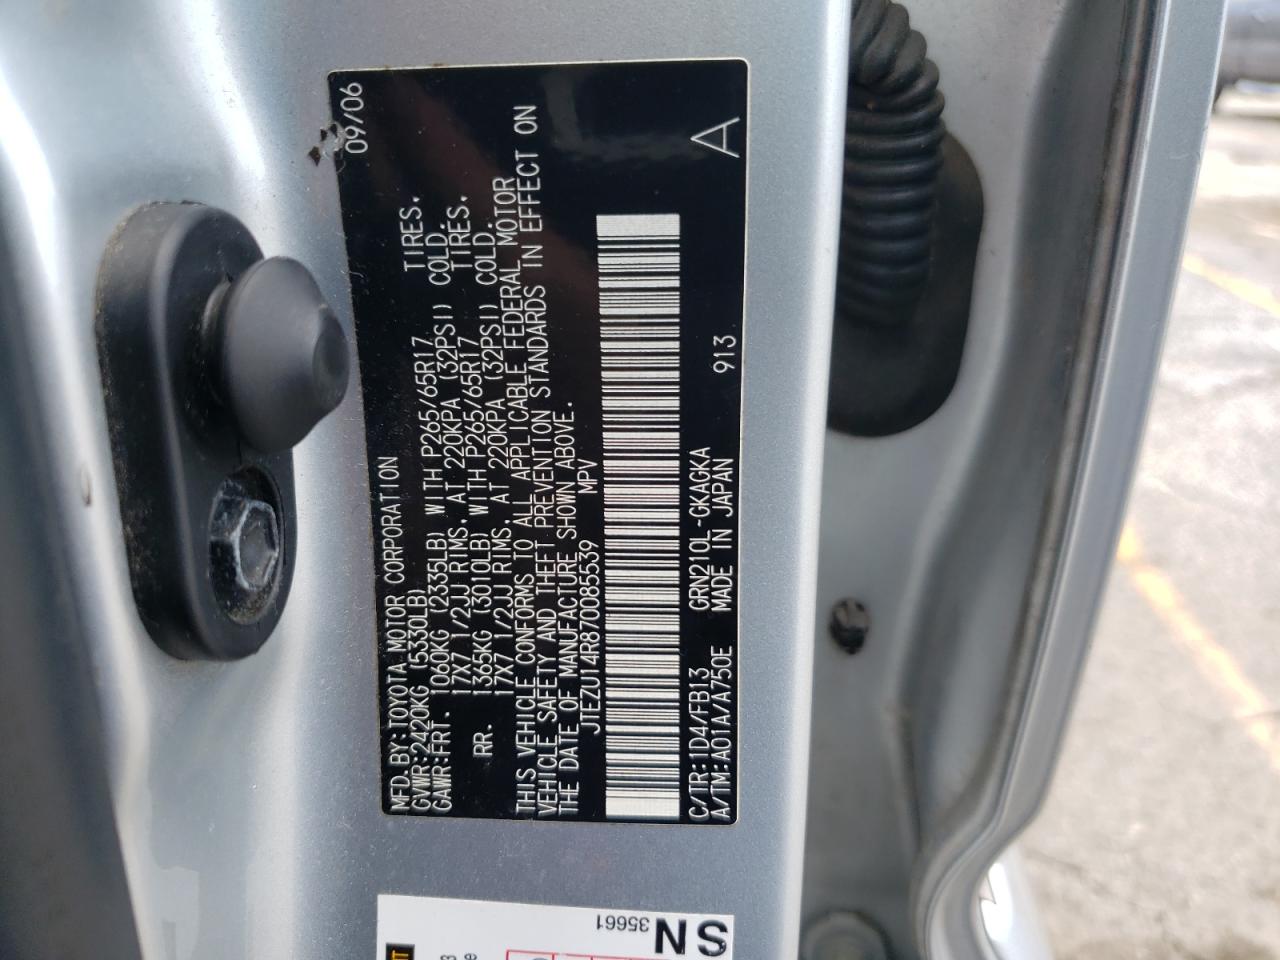 MFD.BY:TOYOTA MOTOR CORPORATION 09/06
GVWR:2420KG (5330LB)
GAWR:FRT. 1060KG (2335LB) WITH P265/65R17 TIRES.
17X7 1/2JJ RIMS. AT 220KPA (32PSI) COLD.
RR. 1365KG (3010LB) WITH P265/65R17 TIRES.
17X7 1/2JJ RIMS. AT 220KPA (32PSI) COLD.
THIS VEHICLE CONFORMS TO ALL APPLICABLE FEDERAL MOTOR
VEHICLE SAFETY AND THEFT PREVENTION STANDARDS IN EFFECT ON
THE DATE OF MANUFACTURE SHOWN ABOVE.
JTEZU14R870085539 MPV
C/TR:1D4/FB13 GRN210L-GKAGKA 913 A
A/TM:A01A/A750E MADE IN JAPAN
SN
35661